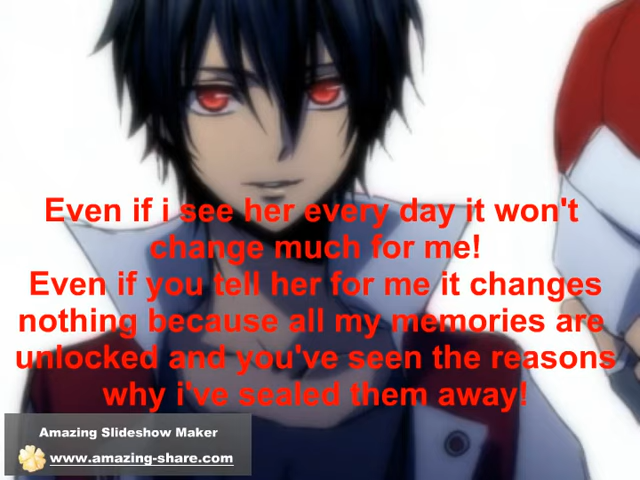 Even if i see her every day it won't
change much for me!
Even if you tell her for me it changes
nothing because all my memories are
unlocked and you've seen the reasons
why i've sealed them away!
Amazing Slideshow Maker
www.amazing-share.com